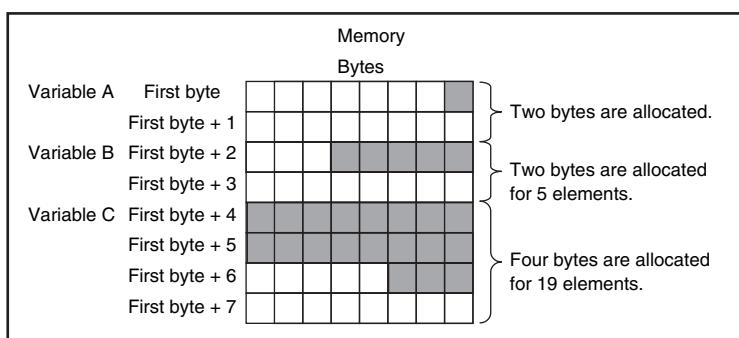 Memory
Bytes
Variable A First byte
First byte + 1
Two bytes are allocated.
Variable B First byte + 2
First byte + 3
Two bytes are allocated
for 5 elements.
Variable C First byte + 4
First byte + 5
First byte + 6
First byte + 7
Four bytes are allocated
for 19 elements.